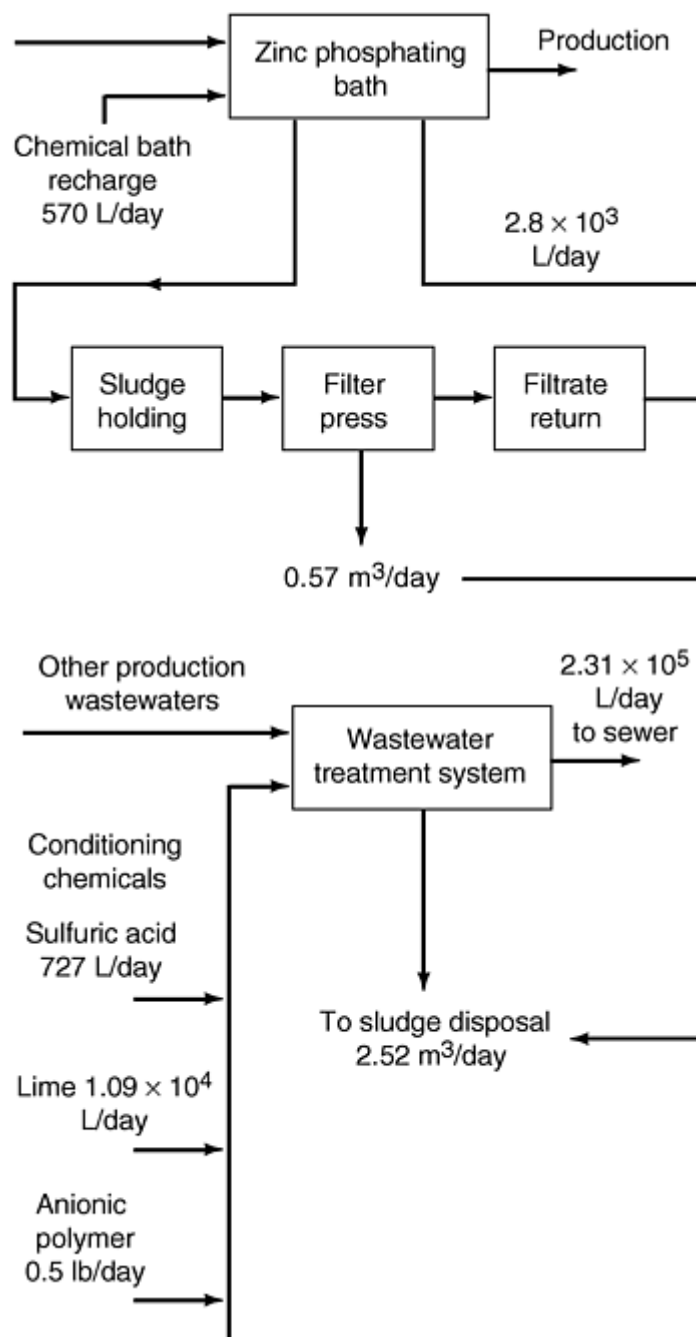 Zinc phosphating
bath
Production
Chemical bath
recharge
570 L/day
2.8 × 10³
L/day
Sludge
holding
Filter
press
Filtrate
return
0.57 m³/day
Other production
wastewaters
2.31 × 10⁵
L/day
to sewer
Wastewater
treatment system
Conditioning
chemicals
Sulfuric acid
727 L/day
To sludge disposal
2.52 m³/day
Lime 1.09 × 10⁴
L/day
Anionic
polymer
0.5 lb/day